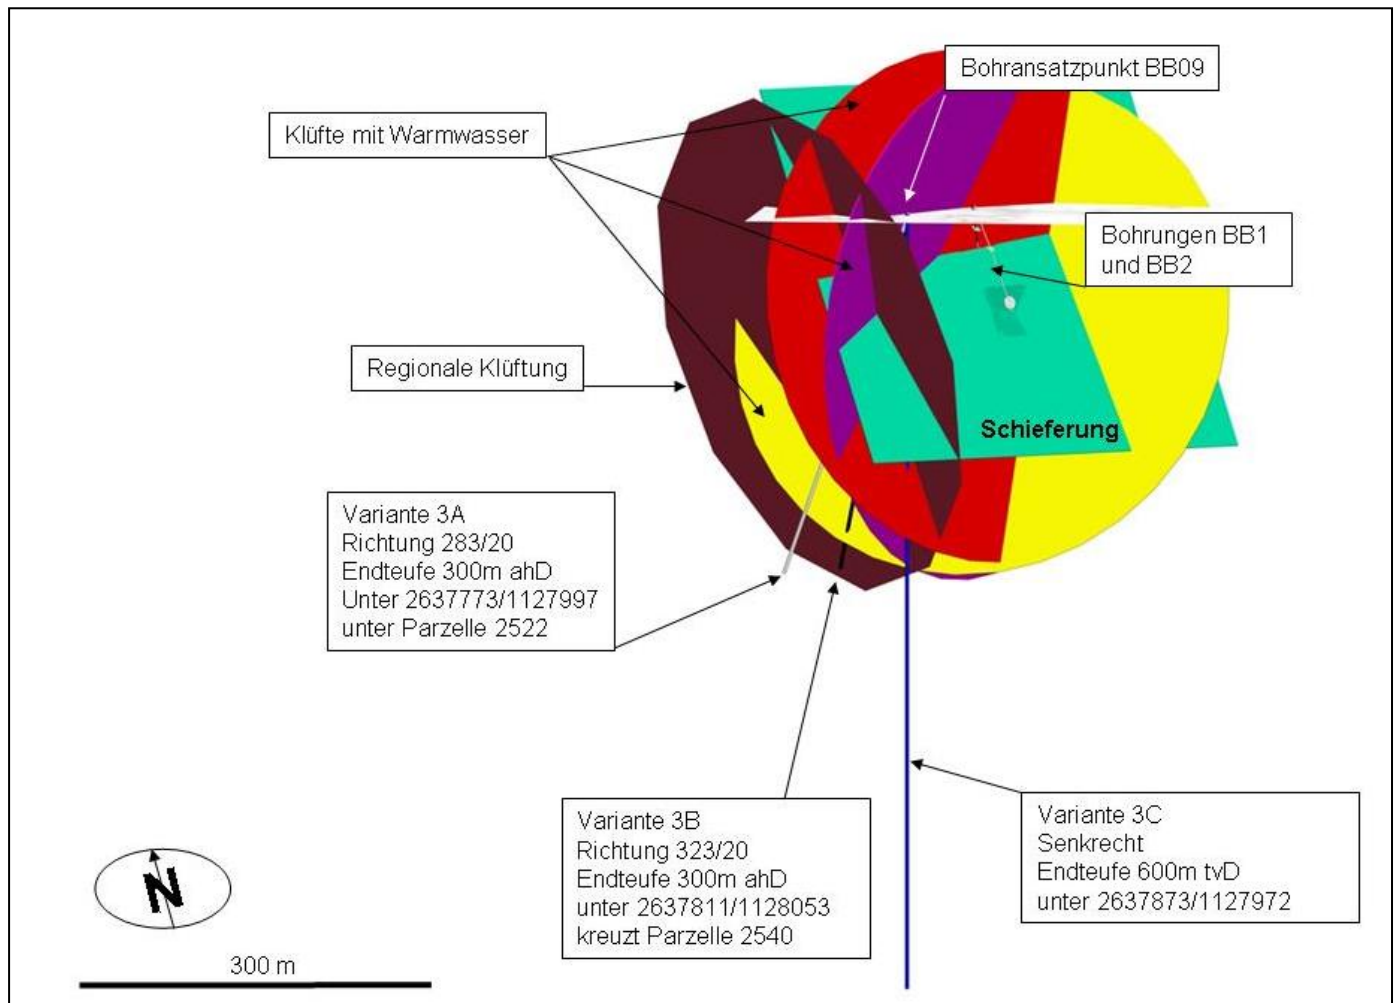 Bohransatzpunkt BB09
Klüfte mit Warmwasser
Bohrungen BB1
und BB2
Regionale Klüftung
Schieferung
Variante 3A
Richtung 283/20
Endteufe 300m ahD
Unter 2637773/1127997
unter Parzelle 2522
Variante 3B
Richtung 323/20
Endteufe 300m ahD
unter 2637811/1128053
kreuzt Parzelle 2540
Variante 3C
Senkrecht
Endteufe 600m tvD
unter 2637873/1127972
N
300 m